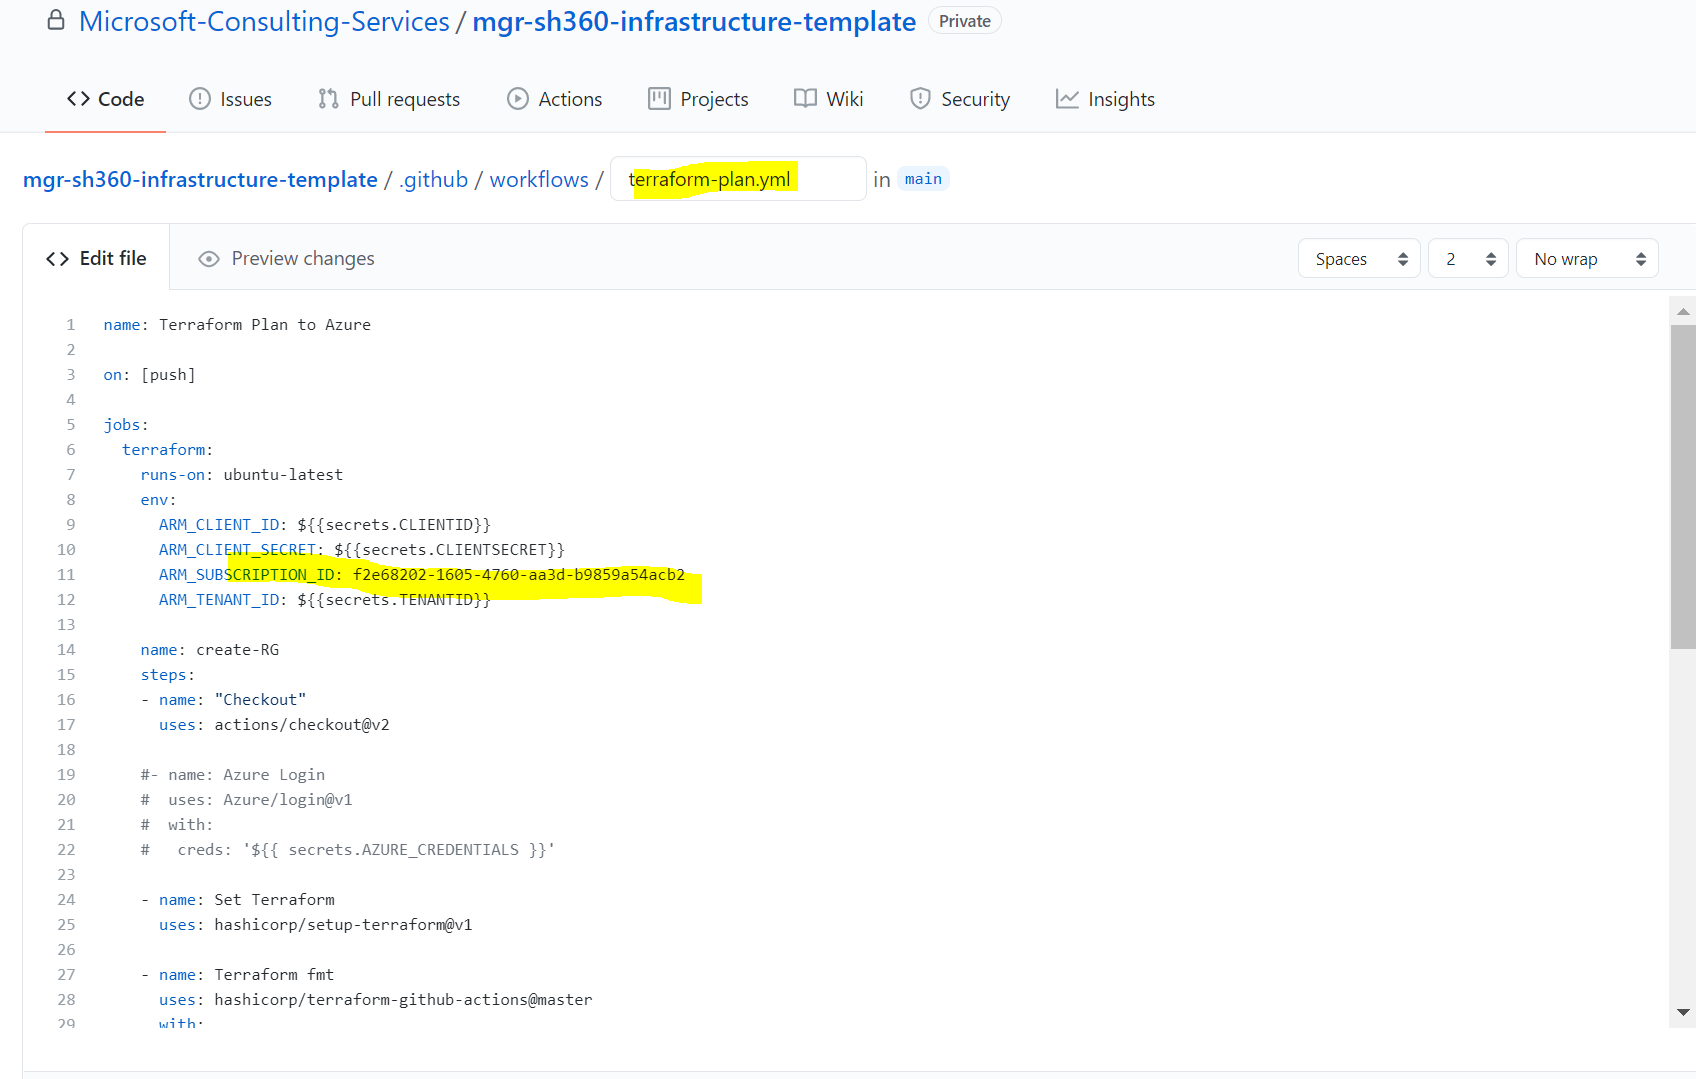 Microsoft-Consulting-Services / mgr-sh360-infrastructure-template Private
Code Issues Pull requests Actions Projects Wiki Security Insights
mgr-sh360-infrastructure-template / .github / workflows / terraform-plan.yml in main
Edit file Preview changes Spaces 2 No wrap
1 name: Terraform Plan to Azure
2
3 on: [push]
4
5 jobs:
6   terraform:
7     runs-on: ubuntu-latest
8     env:
9       ARM_CLIENT_ID: ${{secrets.CLIENTID}}
10       ARM_CLIENT_SECRET: ${{secrets.CLIENTSECRET}}
11       ARM_SUBSCRIPTION_ID: f2e68202-1605-4760-aa3d-b9859a54acb2
12       ARM_TENANT_ID: ${{secrets.TENANTID}}
13
14     name: create-RG
15     steps:
16     - name: "Checkout"
17       uses: actions/checkout@v2
18
19     #- name: Azure Login
20     #  uses: Azure/login@v1
21     #  with:
22     #   creds: '${{ secrets.AZURE_CREDENTIALS }}'
23
24     - name: Set Terraform
25       uses: hashicorp/setup-terraform@v1
26
27     - name: Terraform fmt
28       uses: hashicorp/terraform-github-actions@master
29       with: